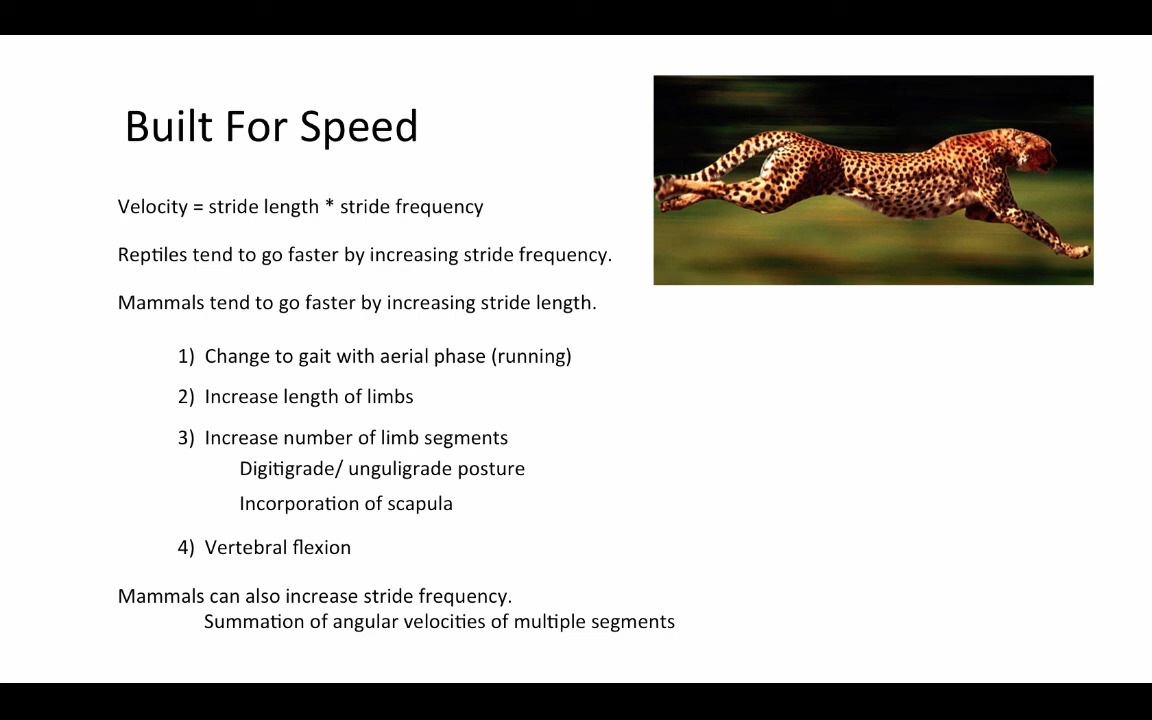 Built For Speed
Velocity = stride length * stride frequency
Reptiles tend to go faster by increasing stride frequency.
Mammals tend to go faster by increasing stride length.
1) Change to gait with aerial phase (running)
2) Increase length of limbs
3) Increase number of limb segments
Digitigrade/ unguligrade posture
Incorporation of scapula
4) Vertebral flexion
Mammals can also increase stride frequency.
Summation of angular velocities of multiple segments